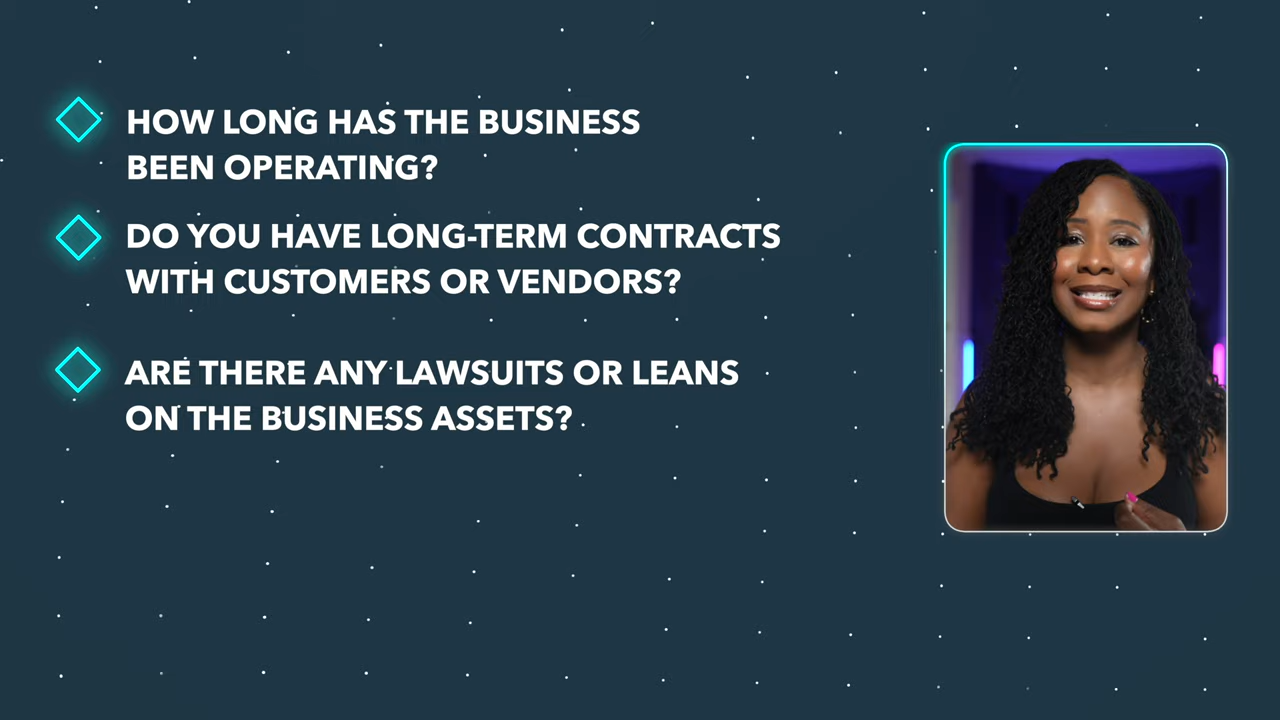 HOW LONG HAS THE BUSINESS
BEEN OPERATING?
DO YOU HAVE LONG-TERM CONTRACTS
WITH CUSTOMERS OR VENDORS?
ARE THERE ANY LAWSUITS OR LEANS
ON THE BUSINESS ASSETS?